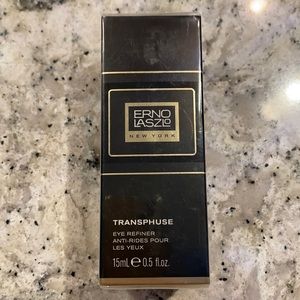 ERNO
LASZLO
NEW YORK
TRANSPHUSE
EYE REFINER
ANTI-RIDES POUR
LES YEUX
15mL ℮ 0.5 fl.oz.